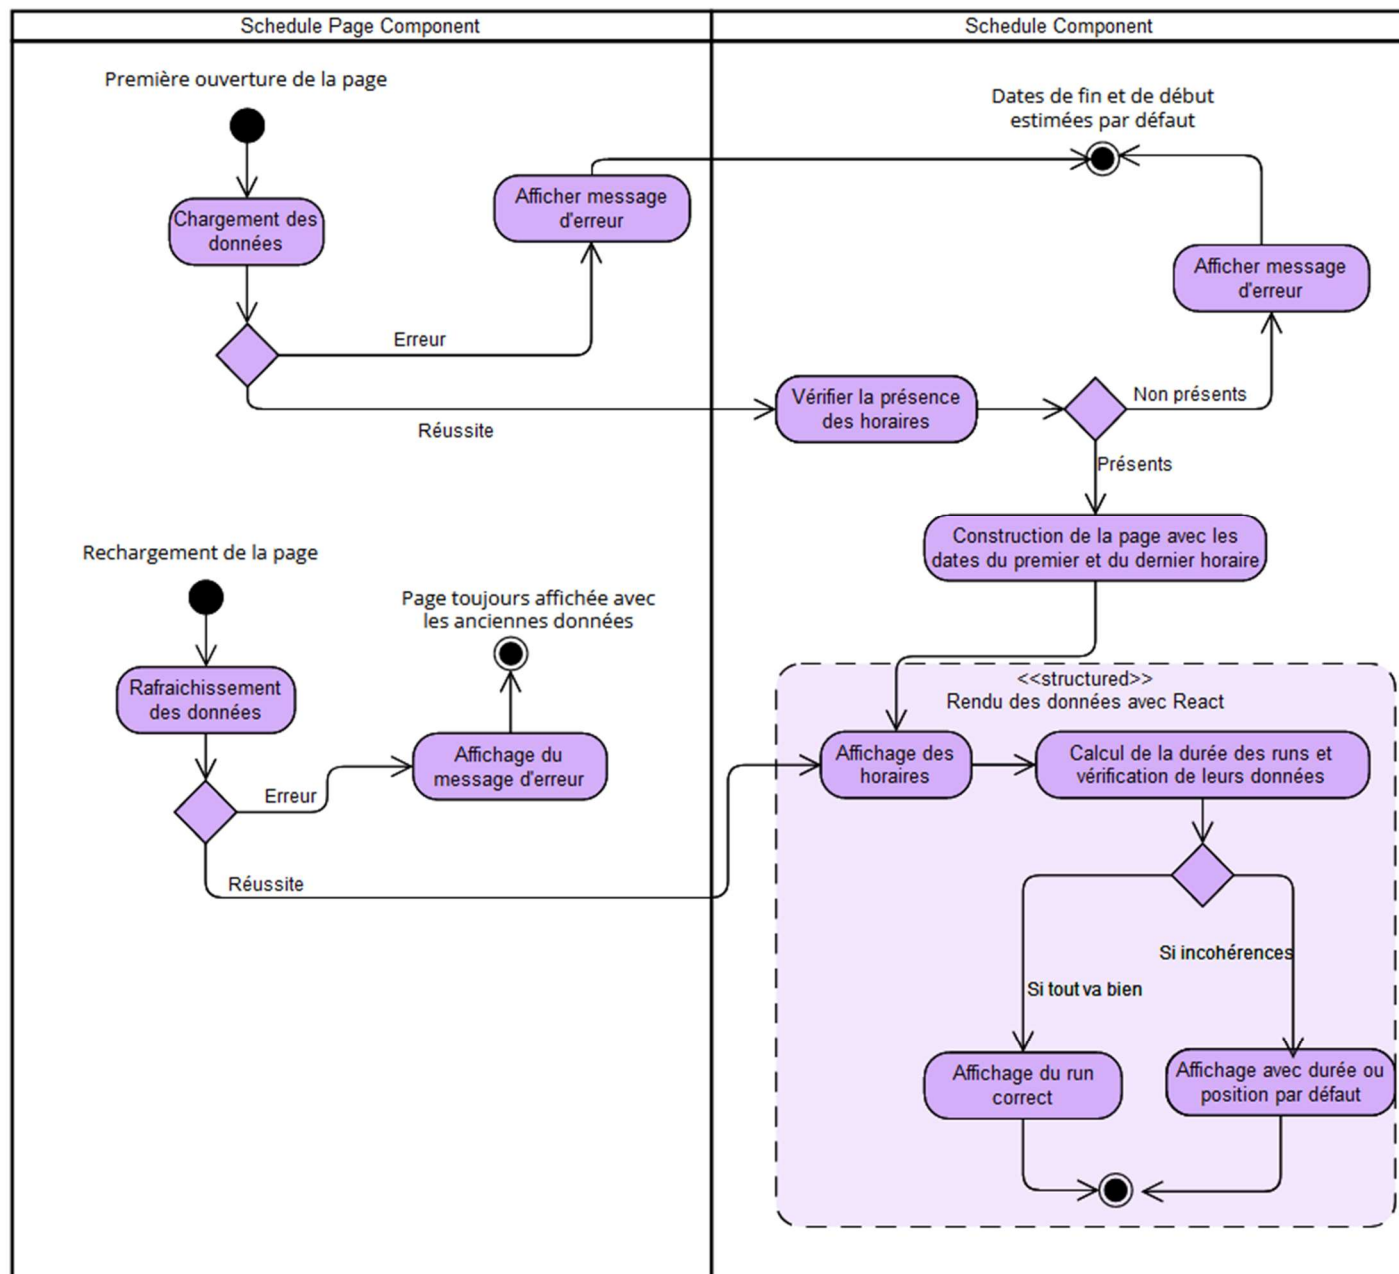 Schedule Page Component
Schedule Component
Première ouverture de la page
Dates de fin et de début
estimées par défaut
Chargement des
données
Afficher message
d'erreur
Afficher message
d'erreur
Erreur
Réussite
Vérifier la présence
des horaires
Non présents
Présents
Construction de la page avec les
dates du premier et du dernier horaire
Rechargement de la page
Page toujours affichée avec
les anciennes données
Rafraichissement
des données
Affichage du
message d'erreur
Erreur
Réussite
<<structured>>
Rendu des données avec React
Affichage des
horaires
Calcul de la durée des runs et
vérification de leurs données
Si incohérences
Si tout va bien
Affichage du run
correct
Affichage avec durée ou
position par défaut